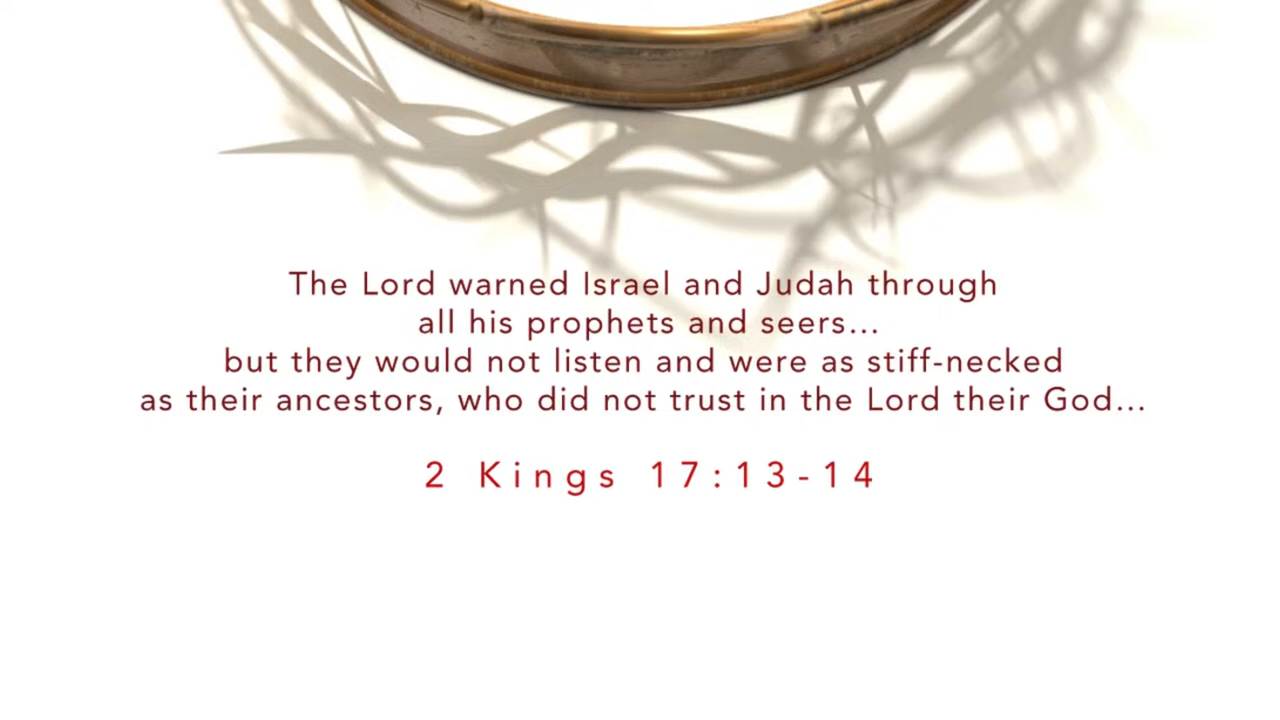 The Lord warned Israel and Judah through
all his prophets and seers...
but they would not listen and were as stiff-necked
as their ancestors, who did not trust in the Lord their God...
2 Kings 17:13-14